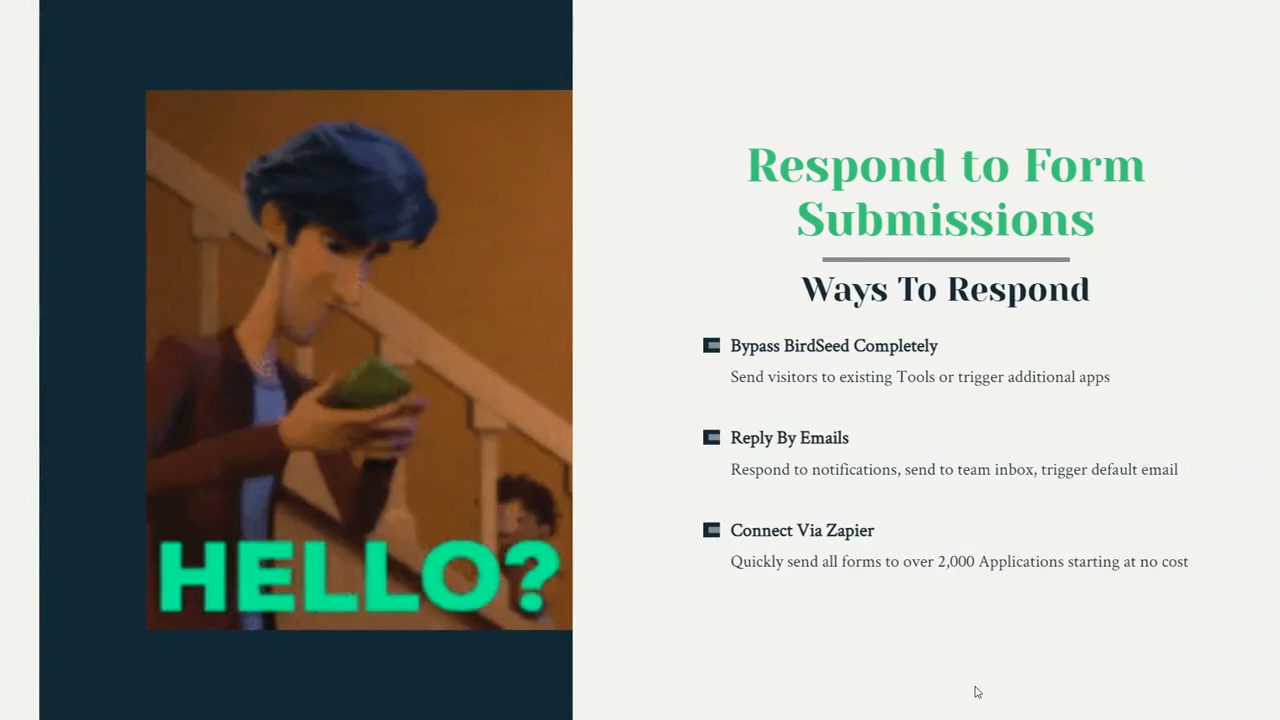 HELLO?
Respond to Form
Submissions
Ways To Respond
Bypass BirdSeed Completely
Send visitors to existing Tools or trigger additional apps
Reply By Emails
Respond to notifications, send to team inbox, trigger default email
Connect Via Zapier
Quickly send all forms to over 2,000 Applications starting at no cost